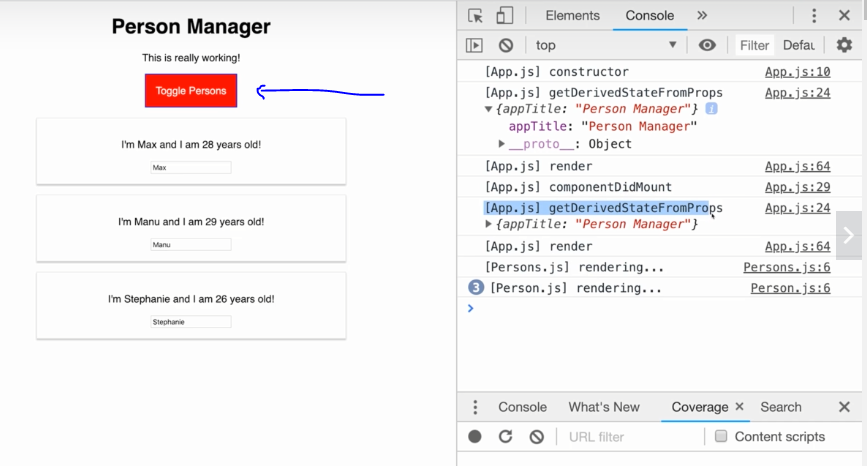 Person Manager
This is really working!
Toggle Persons
I'm Max and I am 28 years old!
Max
I'm Manu and I am 29 years old!
Manu
I'm Stephanie and I am 26 years old!
Stephanie
Elements Console »
top Filter Defau
[App.js] constructor App.js:10
[App.js] getDerivedStateFromProps App.js:24
{appTitle: "Person Manager"} i
appTitle: "Person Manager"
__proto__: Object
[App.js] render App.js:64
[App.js] componentDidMount App.js:29
[App.js] getDerivedStateFromProps App.js:24
{appTitle: "Person Manager"}
[App.js] render App.js:64
[Persons.js] rendering... Persons.js:6
3 [Person.js] rendering... Person.js:6
>
Console What's New Coverage × Search
URL filter Content scripts